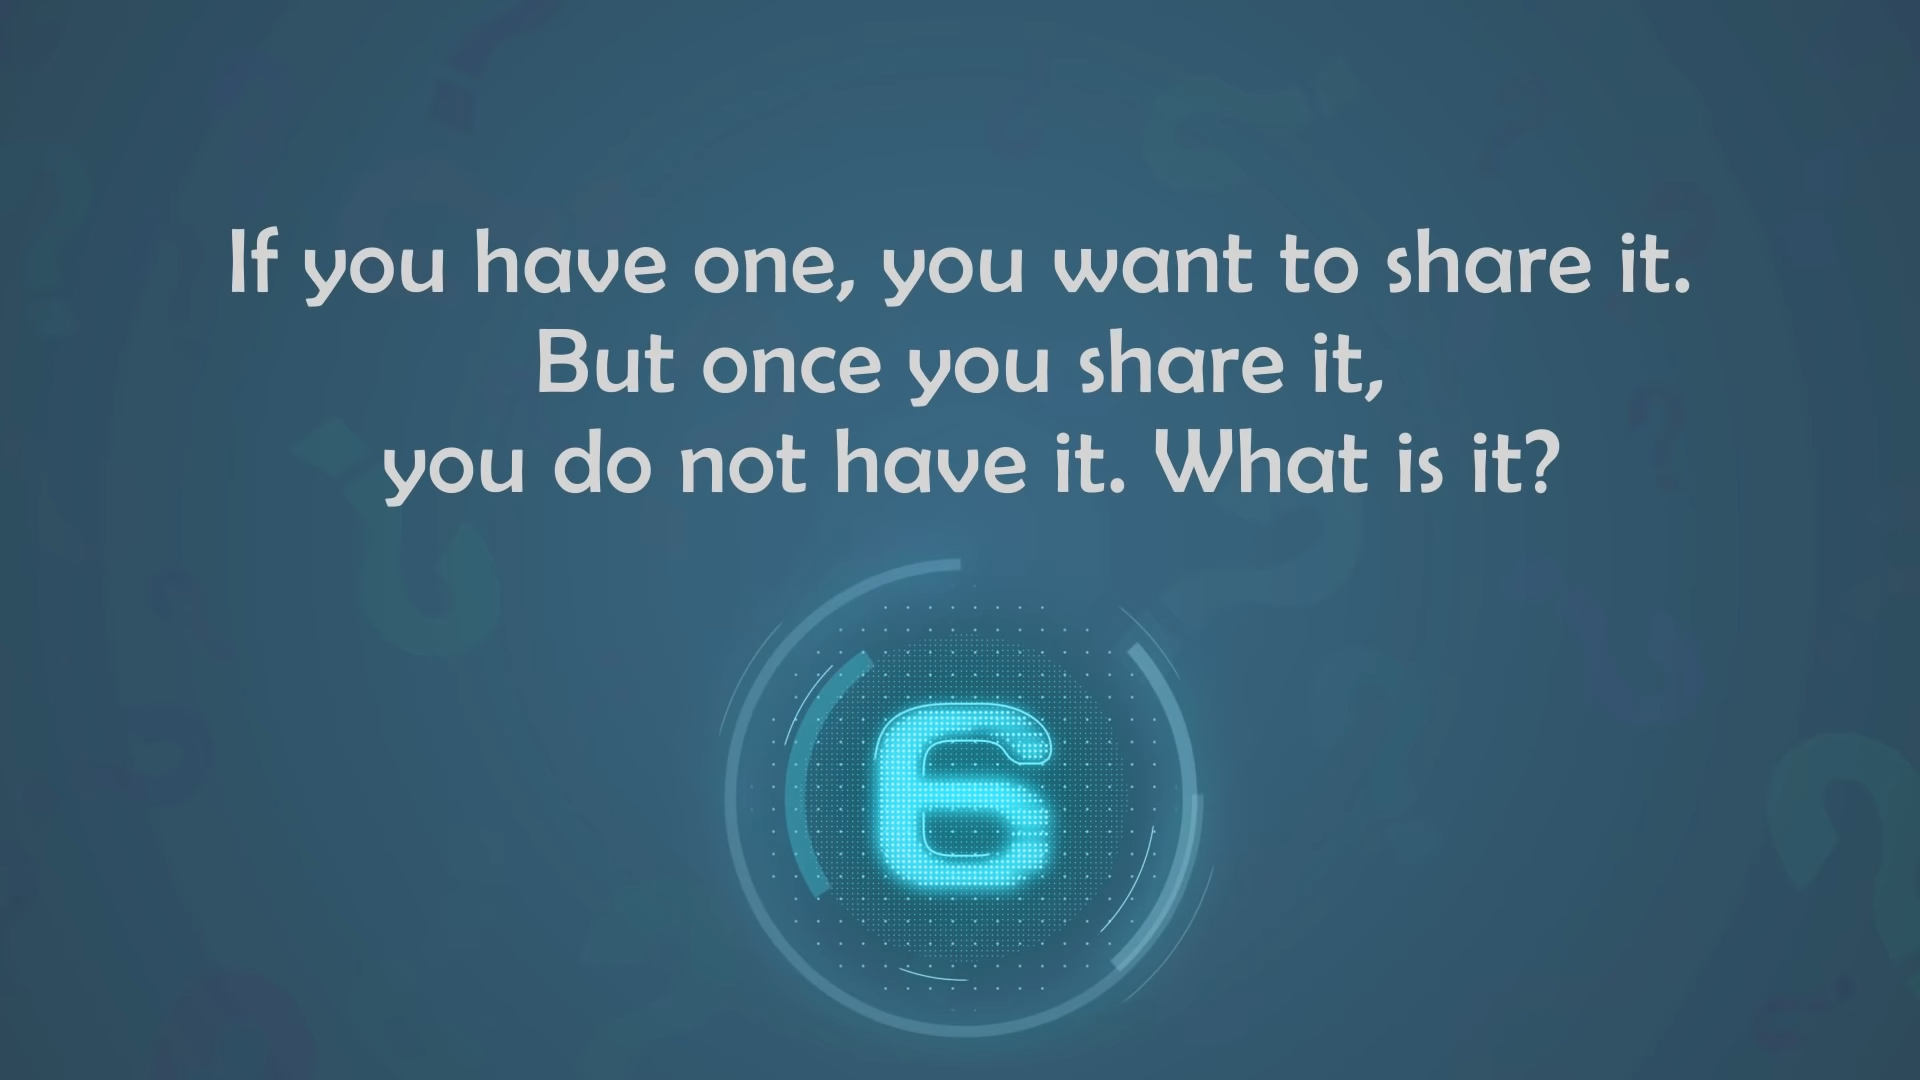 If you have one, you want to share it.
But once you share it,
you do not have it. What is it?
6